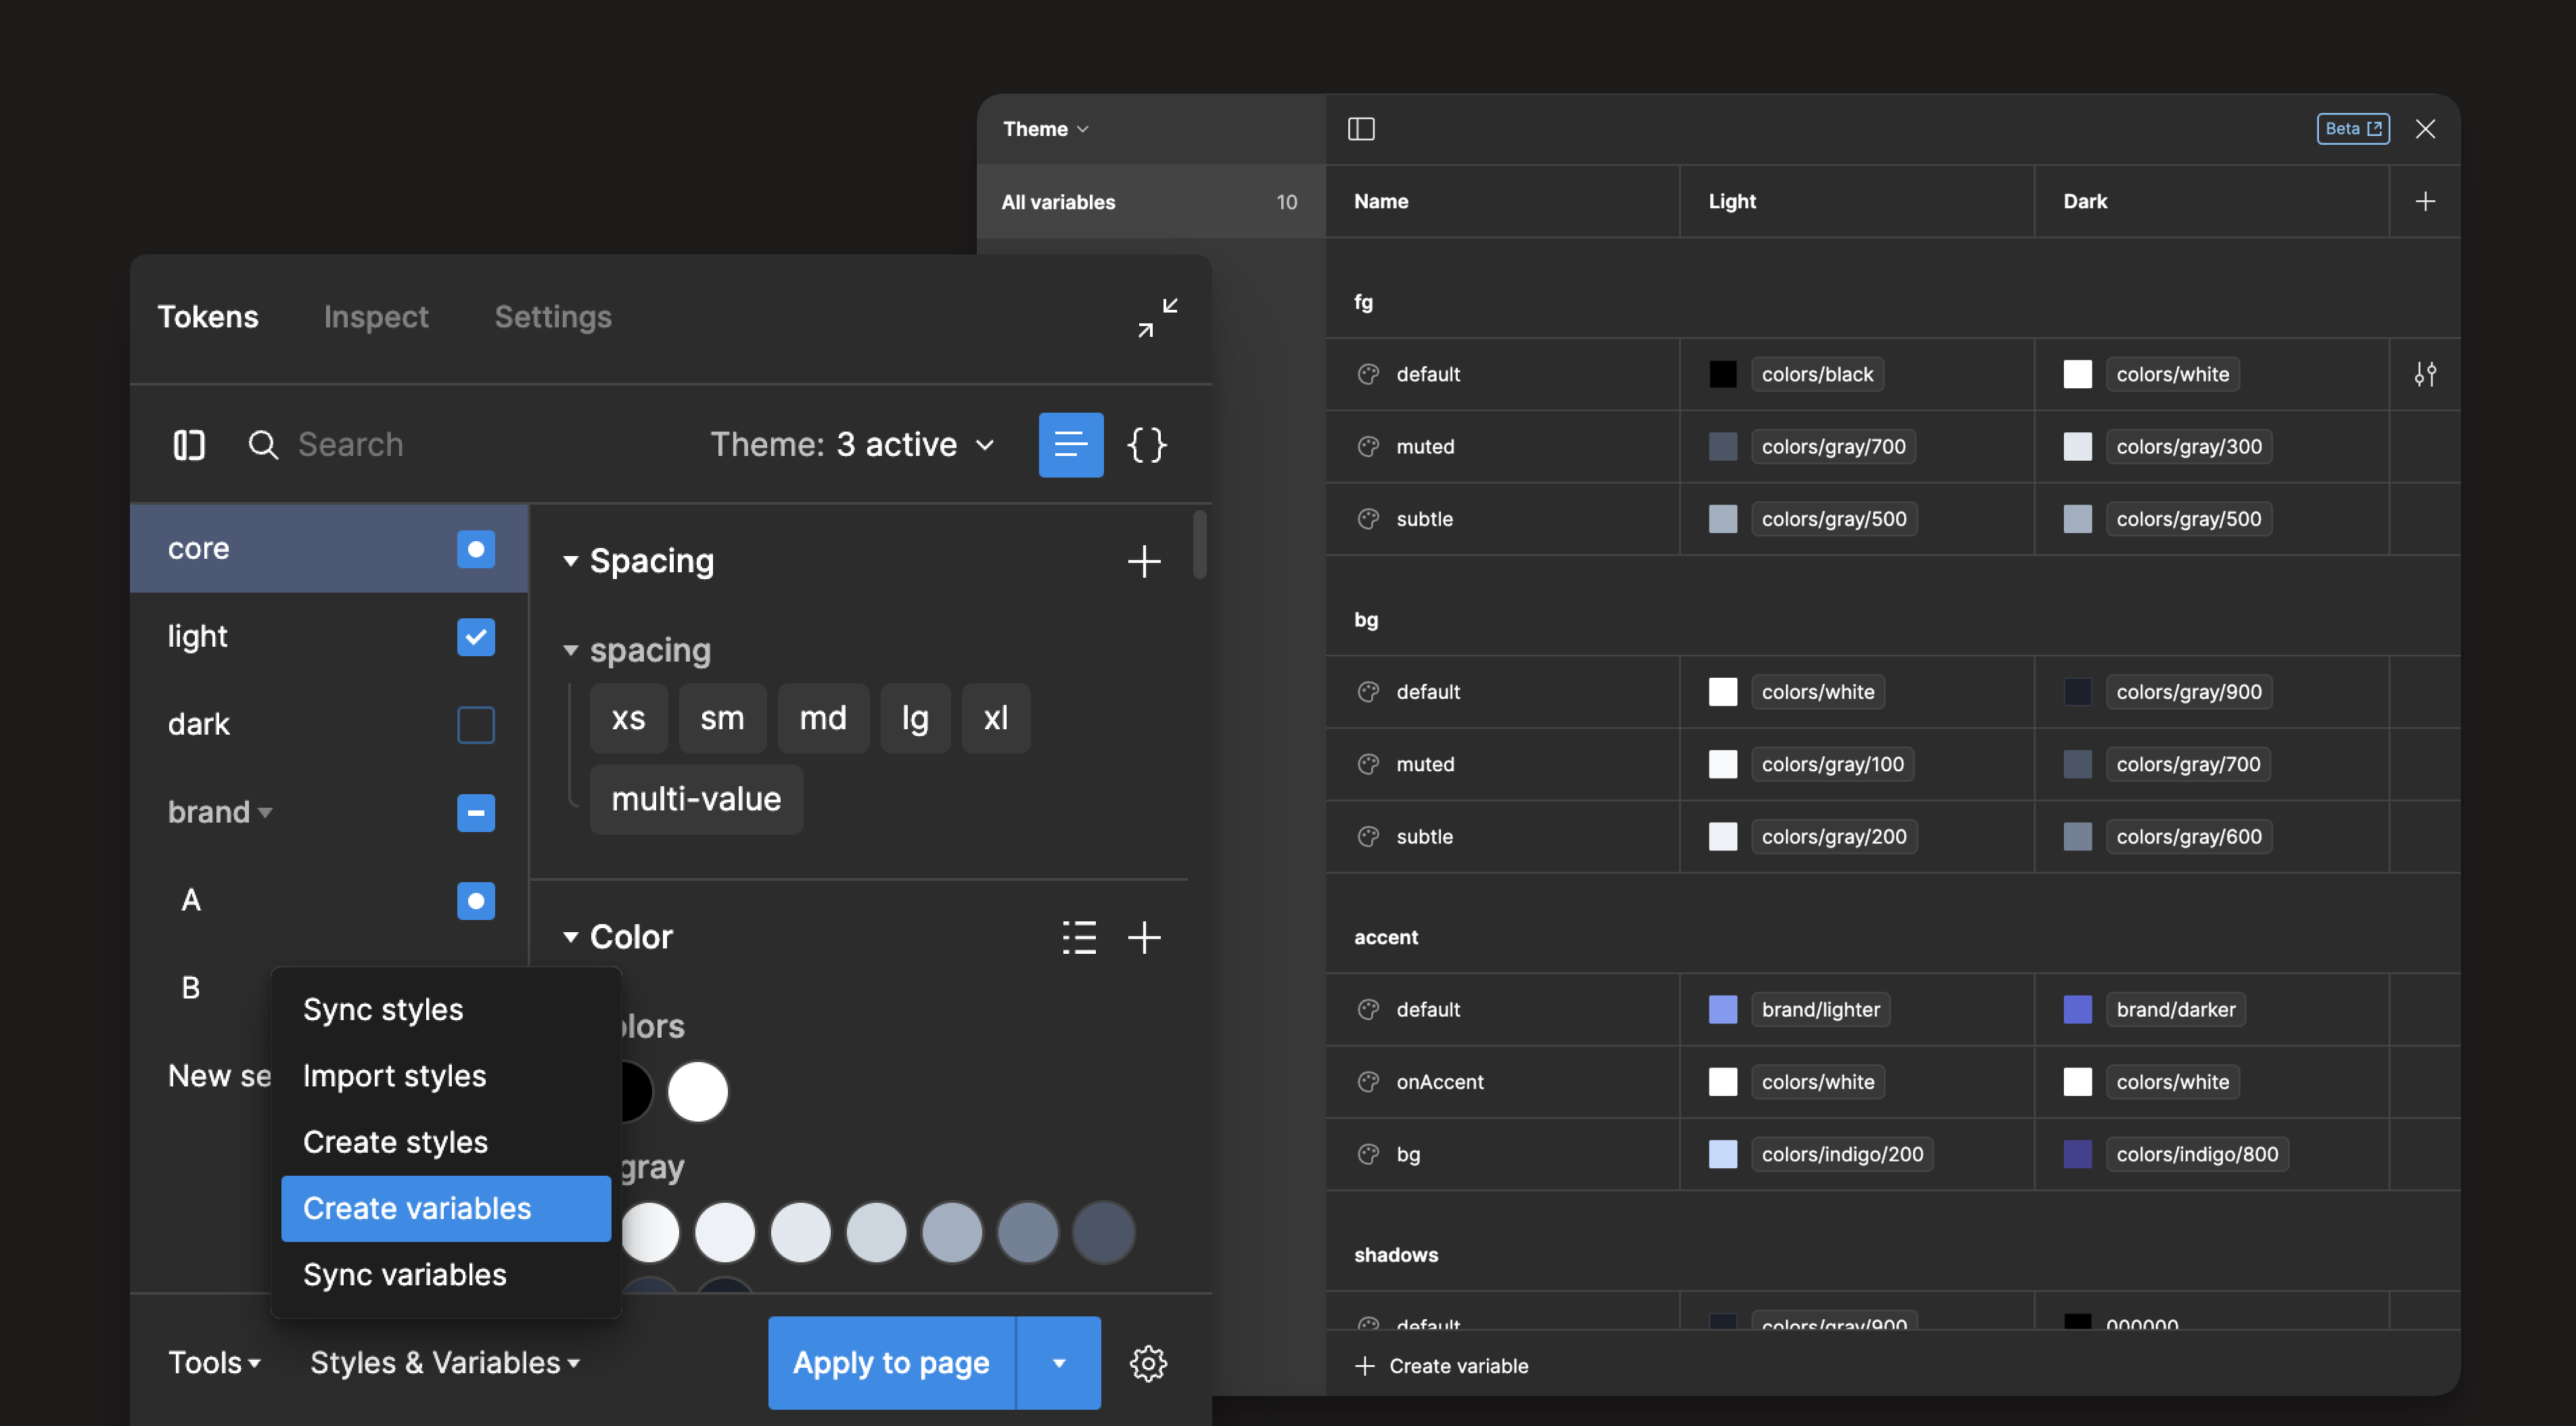 Theme
Beta
All variables 10
Name Light Dark
fg
default colors/black colors/white
muted colors/gray/700 colors/gray/300
subtle colors/gray/500 colors/gray/500
bg
default colors/white colors/gray/900
muted colors/gray/100 colors/gray/700
subtle colors/gray/200 colors/gray/600
accent
default brand/lighter brand/darker
onAccent colors/white colors/white
bg colors/indigo/200 colors/indigo/800
shadows
default colors/gray/900 000000
Create variable
Tokens Inspect Settings
Search
Theme: 3 active
{}
core
light
dark
brand
A
B
New se
Spacing
spacing
xs sm md lg xl
multi-value
Color
olors
gray
Sync styles
Import styles
Create styles
Create variables
Sync variables
Tools
Styles & Variables
Apply to page